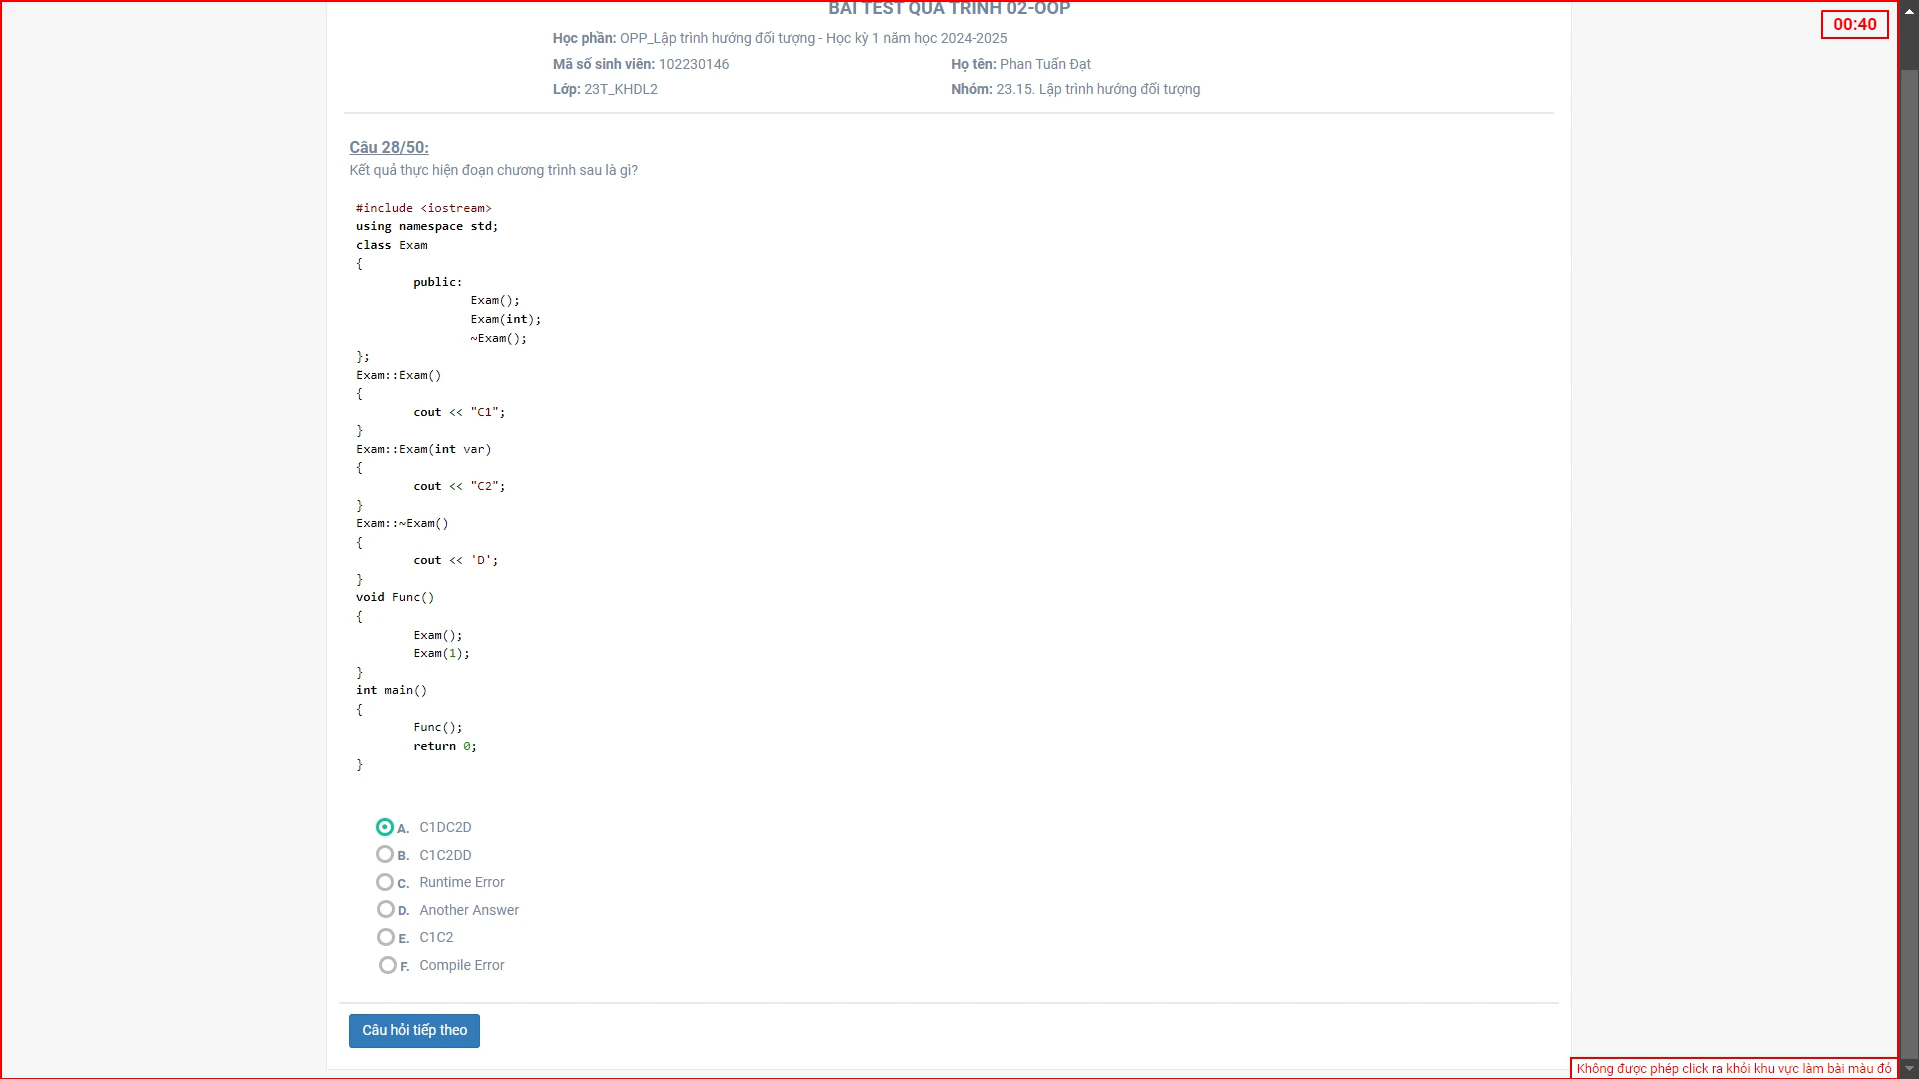 BÀI TEST QUÁ TRÌNH 02-OOP
00:40
Học phần: OPP_Lập trình hướng đối tượng - Học kỳ 1 năm học 2024-2025
Mã số sinh viên: 102230146 Họ tên: Phan Tuấn Đạt
Lớp: 23T_KHDL2 Nhóm: 23.15. Lập trình hướng đối tượng
Câu 28/50:
Kết quả thực hiện đoạn chương trình sau là gì?
#include <iostream>
using namespace std;
class Exam
{
public:
Exam();
Exam(int);
~Exam();
};
Exam::Exam()
{
cout << "C1";
}
Exam::Exam(int var)
{
cout << "C2";
}
Exam::~Exam()
{
cout << 'D';
}
void Func()
{
Exam();
Exam(1);
}
int main()
{
Func();
return 0;
}
A. C1DC2D
B. C1C2DD
C. Runtime Error
D. Another Answer
E. C1C2
F. Compile Error
Câu hỏi tiếp theo
Không được phép click ra khỏi khu vực làm bài màu đỏ